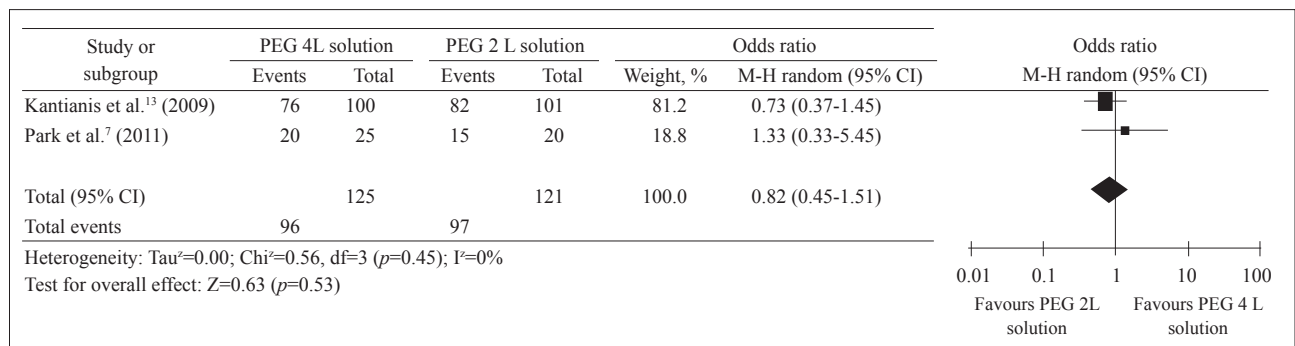 Study or subgroup PEG 4L solution PEG 2 L solution Odds ratio Odds ratio
Events Total Events Total Weight, % M-H random (95% CI) M-H random (95% CI)
Kantianis et al.13 (2009) 76 100 82 101 81.2 0.73 (0.37-1.45)
Park et al.7 (2011) 20 25 15 20 18.8 1.33 (0.33-5.45)
Total (95% CI) 125 121 100.0 0.82 (0.45-1.51)
Total events 96 97
Heterogeneity: Tauz=0.00; Chiz=0.56, df=3 (p=0.45); Iz=0%
Test for overall effect: Z=0.63 (p=0.53)
0.01 0.1 1 10 100
Favours PEG 2L solution Favours PEG 4 L solution